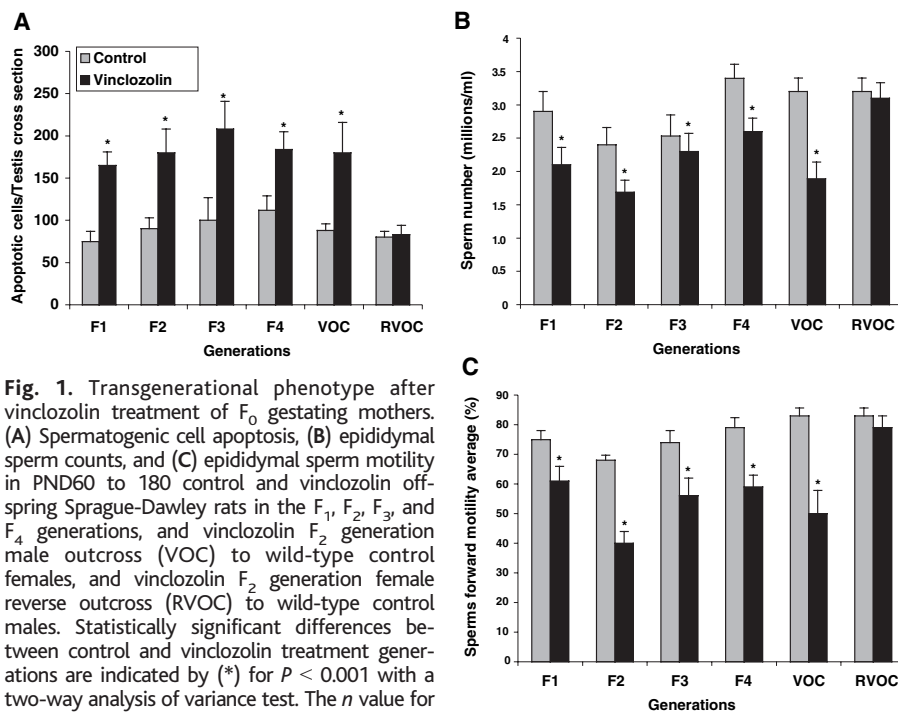 A
Apoptotic cells/Testis cross section
300
250
200
150
100
50
0
Control
Vinclozolin
*
*
*
*
*
F1 F2 F3 F4 VOC RVOC
Generations
B
Sperm number (millions/ml)
4
3.5
3.0
2.5
2.0
1.5
1.0
0.5
0
*
*
*
*
*
F1 F2 F3 F4 VOC RVOC
Generations
Fig. 1. Transgenerational phenotype after
vinclozolin treatment of F0 gestating mothers.
(A) Spermatogenic cell apoptosis, (B) epididymal
sperm counts, and (C) epididymal sperm motility
in PND60 to 180 control and vinclozolin off-
spring Sprague-Dawley rats in the F1, F2, F3, and
F4 generations, and vinclozolin F2 generation
male outcross (VOC) to wild-type control
females, and vinclozolin F2 generation female
reverse outcross (RVOC) to wild-type control
males. Statistically significant differences be-
tween control and vinclozolin treatment gener-
ations are indicated by (*) for P < 0.001 with a
two-way analysis of variance test. The n value for
C
Sperms forward motility average (%)
90
80
70
60
50
40
30
20
10
0
*
*
*
*
*
F1 F2 F3 F4 VOC RVOC
Generations